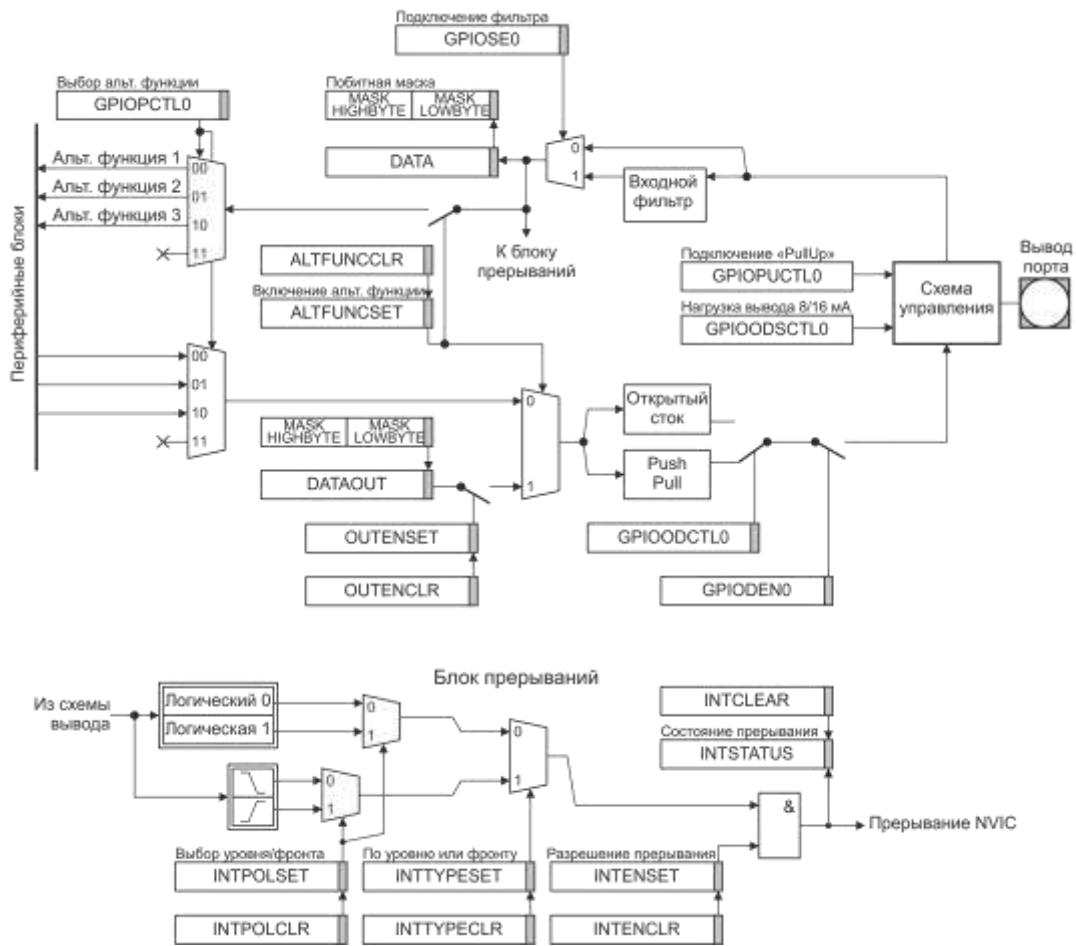 Подключение фильтра
GPIOSE0
Выбор альт. функции
GPIOPCTL0
Побитная маска
MASK HIGHBYTE
MASK LOWBYTE
DATA
0
1
Входной фильтр
Периферийные блоки
Альт. функция 1
Альт. функция 2
Альт. функция 3
00
01
10
11
К блоку прерываний
ALTFUNCCLR
Включение альт. функции
ALTFUNCSET
Подключение «PullUp»
GPIOPUCTL0
Нагрузка вывода 8/16 мА
GPIOODSCTL0
Схема управления
Вывод порта
00
01
10
11
MASK HIGHBYTE
MASK LOWBYTE
DATAOUT
0
1
Открытый сток
Push Pull
OUTENSET
OUTENCLR
GPIOODCTL0
GPIODEN0
Блок прерываний
Из схемы вывода
Логический 0
Логическая 1
0
1
0
1
0
1
INTCLEAR
Состояние прерывания
INTSTATUS
&
Прерывание NVIC
Выбор уровня/фронта
INTPOLSET
INTPOLCLR
По уровню или фронту
INTTYPESET
INTTYPECLR
Разрешение прерывания
INTENSET
INTENCLR